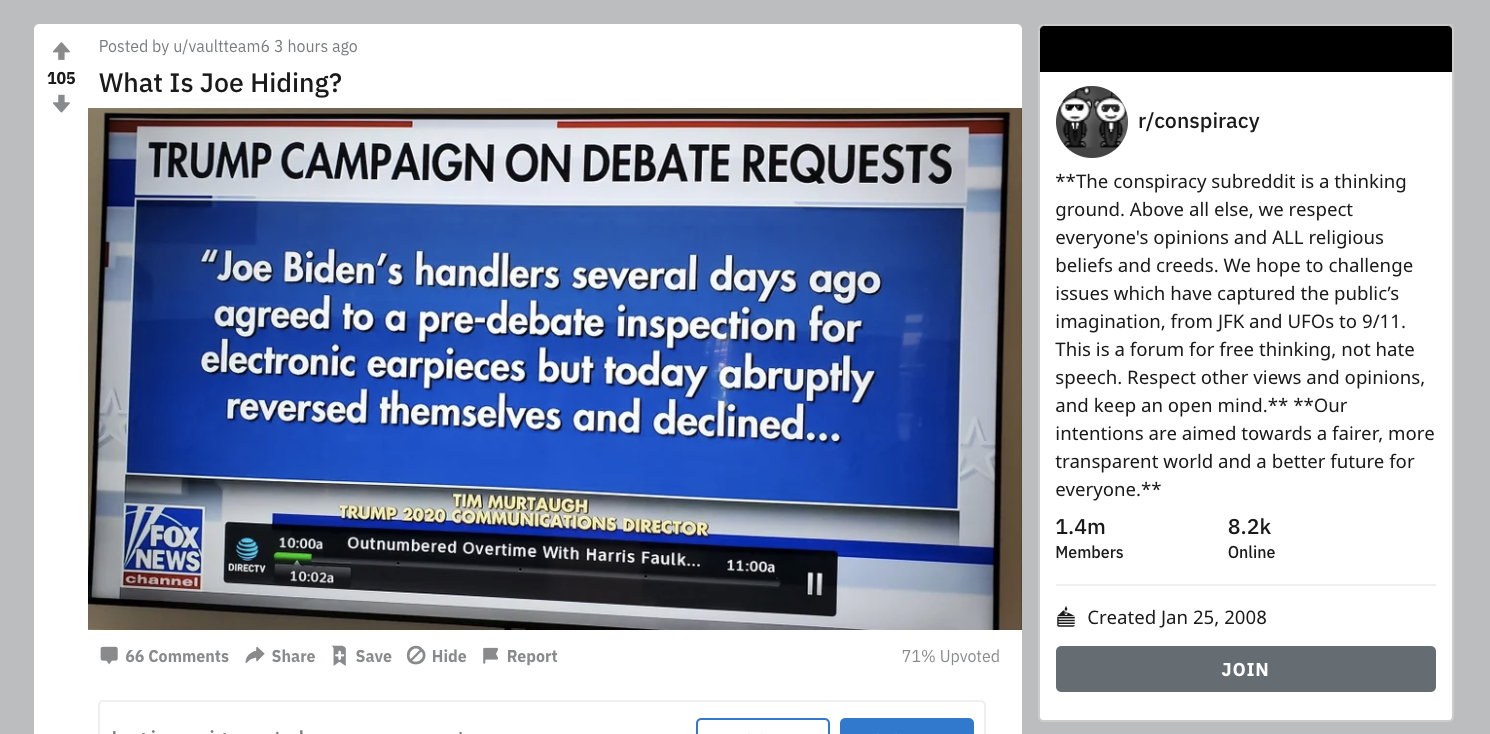 Posted by u/vaultteam6 3 hours ago
105
What Is Joe Hiding?
TRUMP CAMPAIGN ON DEBATE REQUESTS
“Joe Biden’s handlers several days ago
agreed to a pre-debate inspection for
electronic earpieces but today abruptly
reversed themselves and declined...
TIM MURTAUGH
TRUMP 2020 COMMUNICATIONS DIRECTOR
FOX
NEWS
channel
DIRECTV
10:00a
Outnumbered Overtime With Harris Faulk...
11:00a
10:02a
66 Comments
Share
Save
Hide
Report
71% Upvoted
r/conspiracy
**The conspiracy subreddit is a thinking
ground. Above all else, we respect
everyone's opinions and ALL religious
beliefs and creeds. We hope to challenge
issues which have captured the public’s
imagination, from JFK and UFOs to 9/11.
This is a forum for free thinking, not hate
speech. Respect other views and opinions,
and keep an open mind.** **Our
intentions are aimed towards a fairer, more
transparent world and a better future for
everyone.**
1.4m
Members
8.2k
Online
Created Jan 25, 2008
JOIN